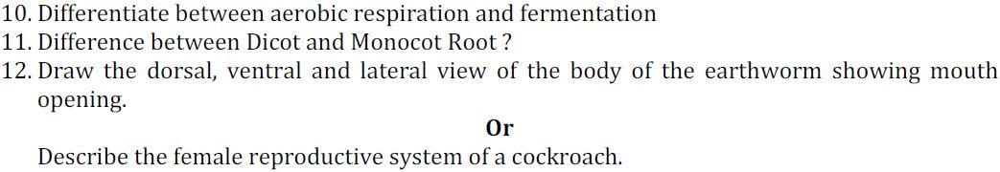 10. Differentiate between aerobic respiration and fermentation
11. Difference between Dicot and Monocot Root ?
12. Draw the dorsal, ventral and lateral view of the body of the earthworm showing mouth
opening.
Or
Describe the female reproductive system of a cockroach.